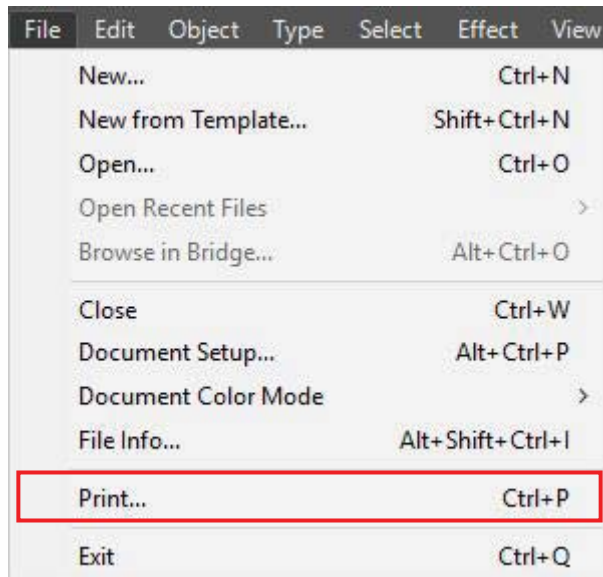 File Edit Object Type Select Effect View
New... Ctrl+N
New from Template... Shift+Ctrl+N
Open... Ctrl+O
Open Recent Files >
Browse in Bridge... Alt+Ctrl+O
Close Ctrl+W
Document Setup... Alt+Ctrl+P
Document Color Mode >
File Info... Alt+Shift+Ctrl+I
Print... Ctrl+P
Exit Ctrl+Q